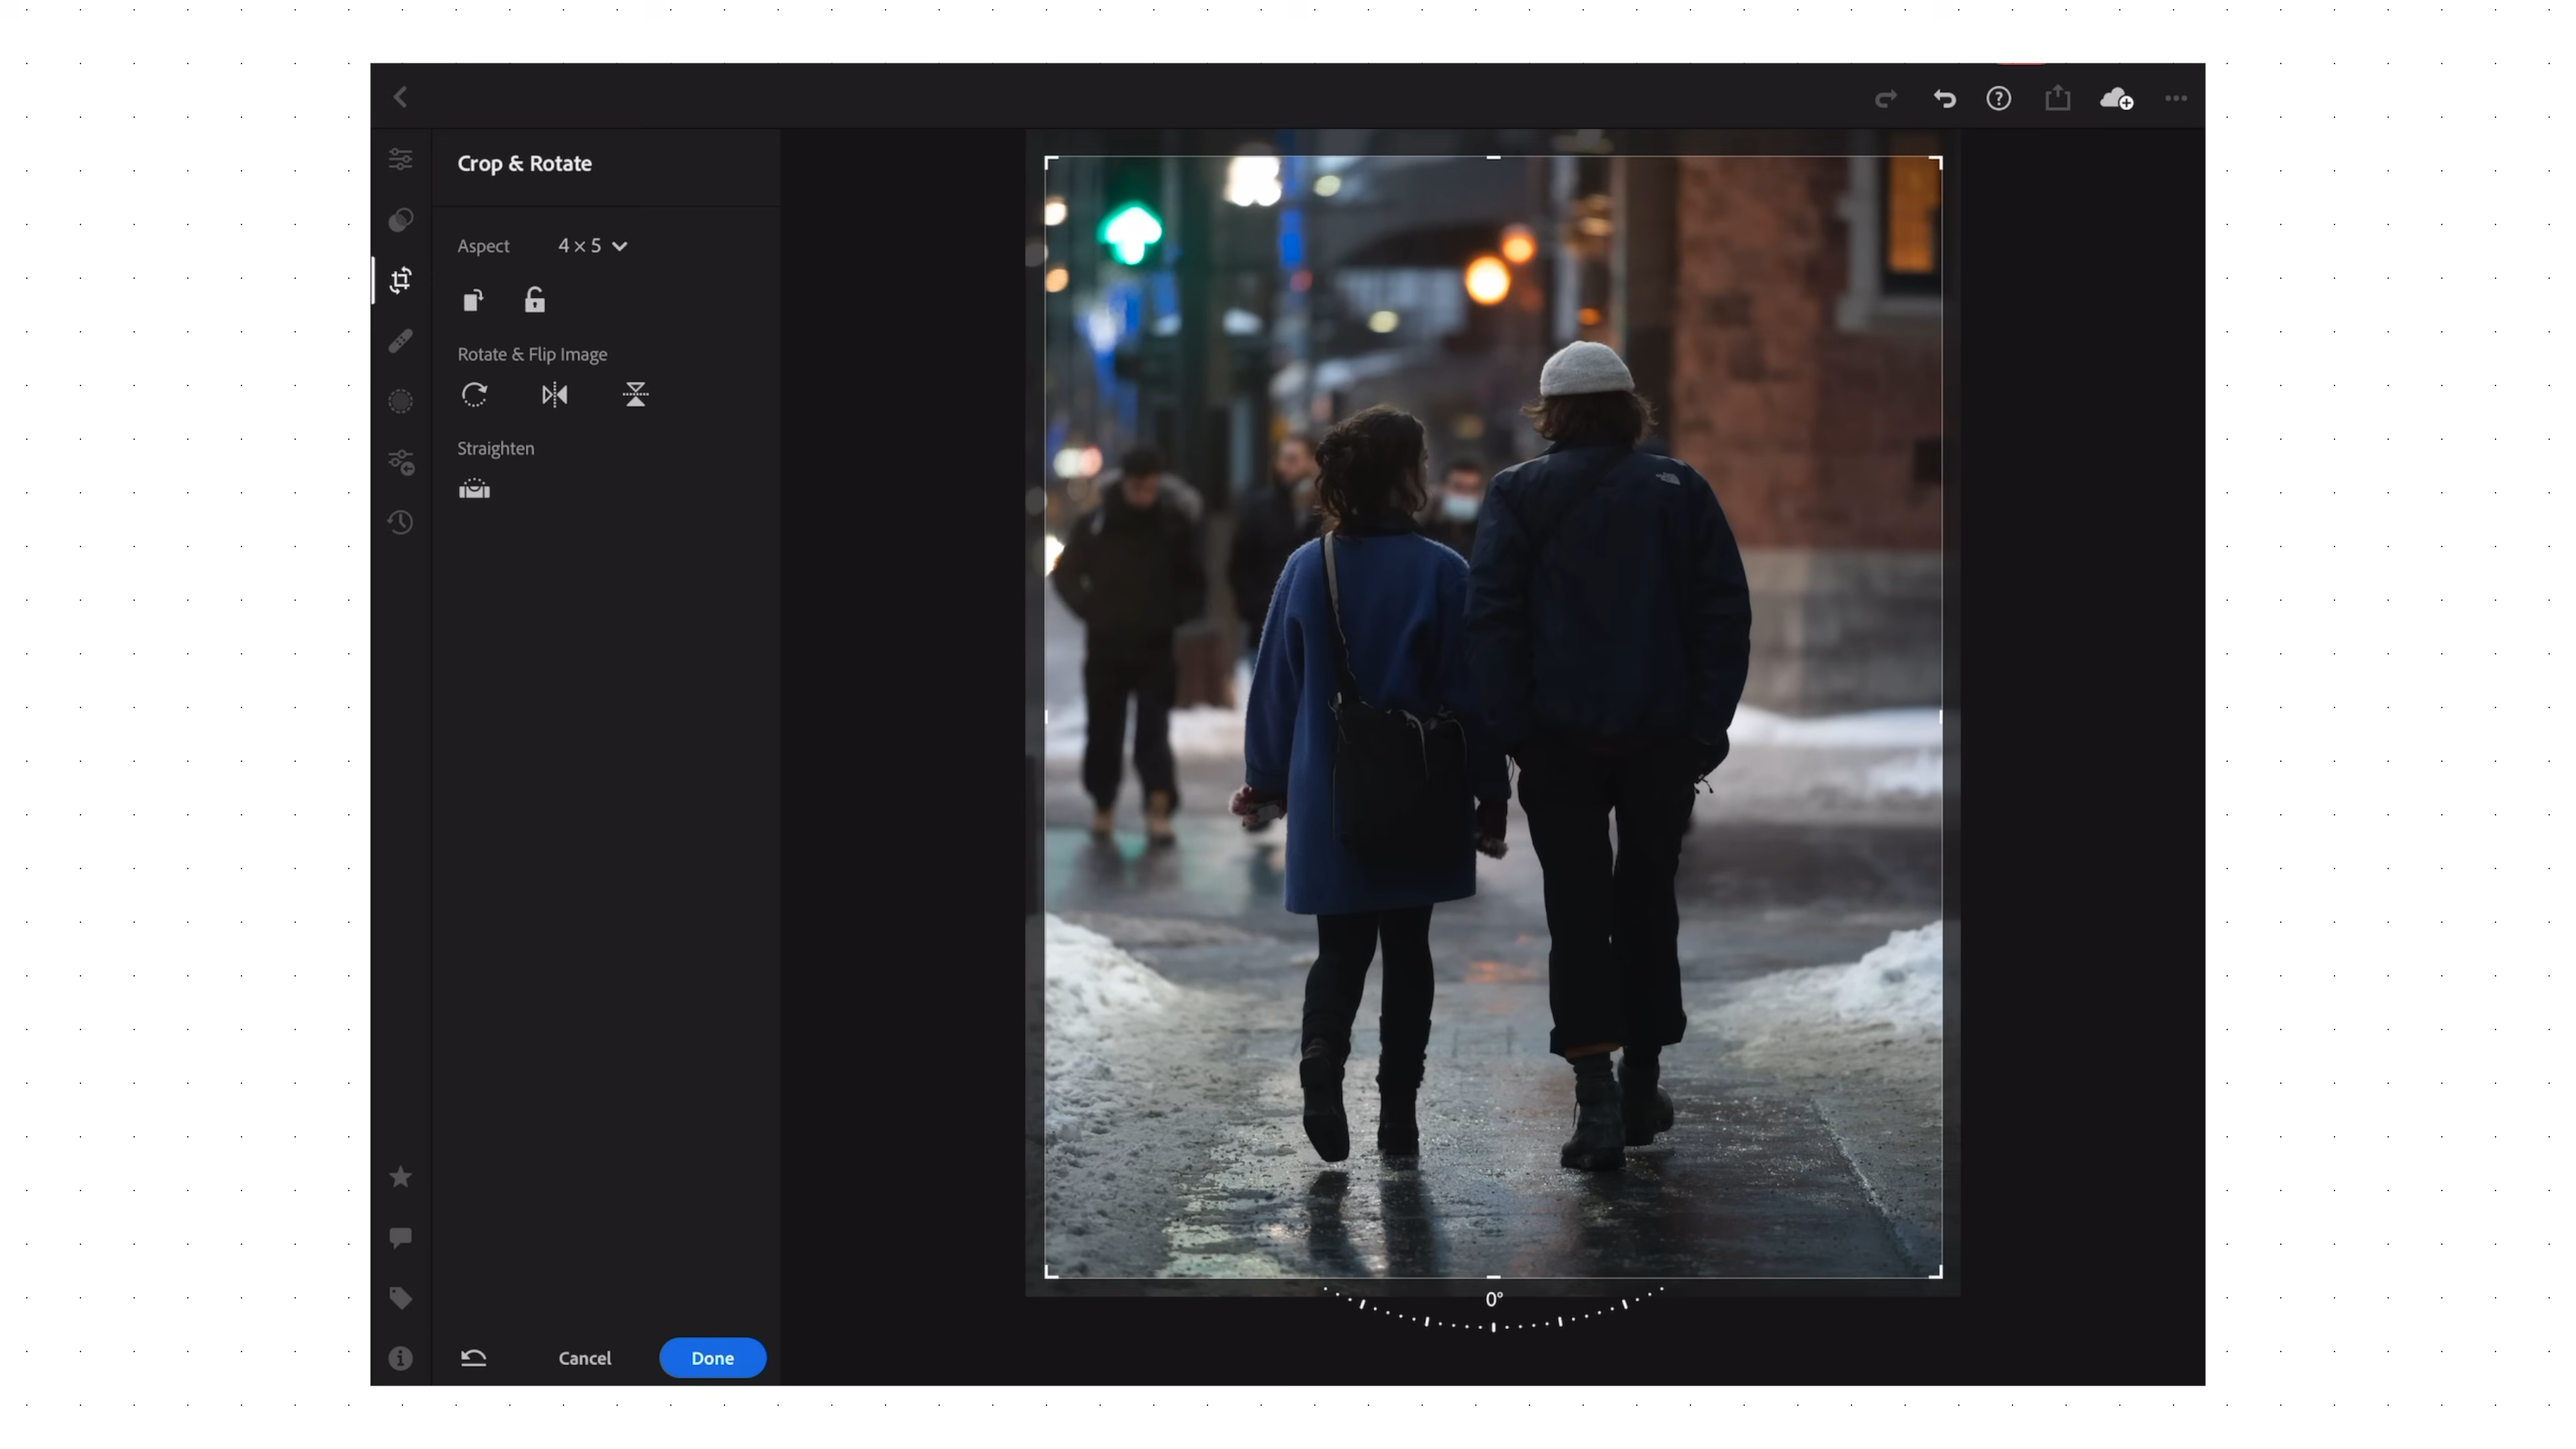 Crop & Rotate
Aspect 4 × 5
Rotate & Flip Image
Straighten
0°
Cancel Done